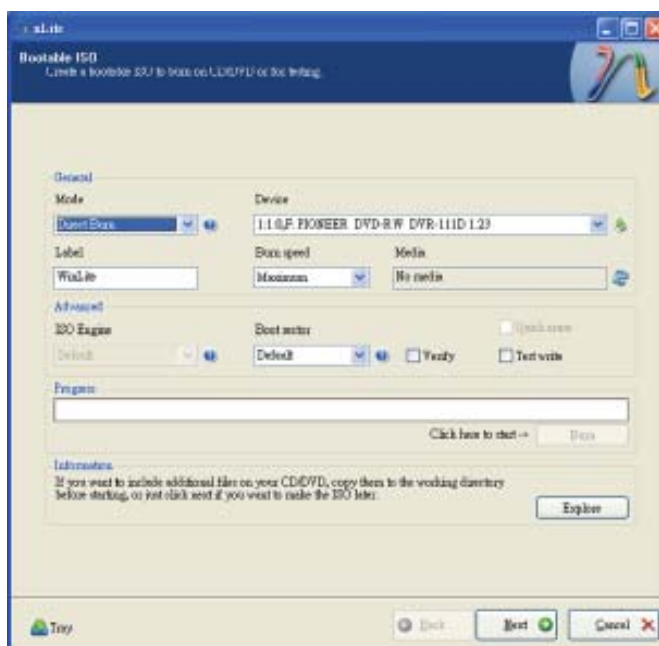 nLite
Bootable ISO
Create a bootable ISO to burn on CD/DVD or for testing.
General
Mode
Device
Direct Burn
1:1:0,F: PIONEER DVD-RW DVR-111D 1.23
Label
Burn speed
Media
WinLite
Maximum
No media
Advanced
ISO Engine
Boot sector
Quick erase
Default
Default
Verify
Test write
Progress
Click here to start ->
Burn
Information
If you want to include additional files on your CD/DVD, copy them to the working directory
before starting, or just click next if you want to make the ISO later.
Explore
Tray
Back
Next
Cancel